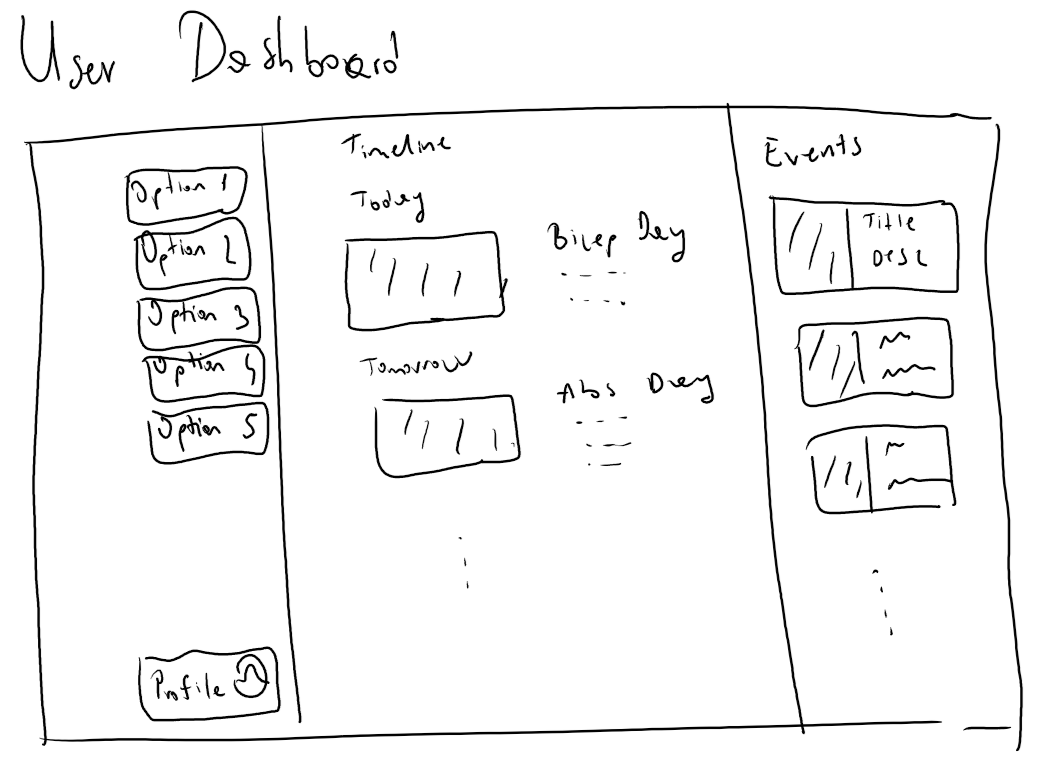 User Dashboard
Option 1
Option 2
Option 3
Option 4
Option 5
Profile
Timeline
Today
Bicep Day
Tomorrow
Abs Day
Events
Title
Desc